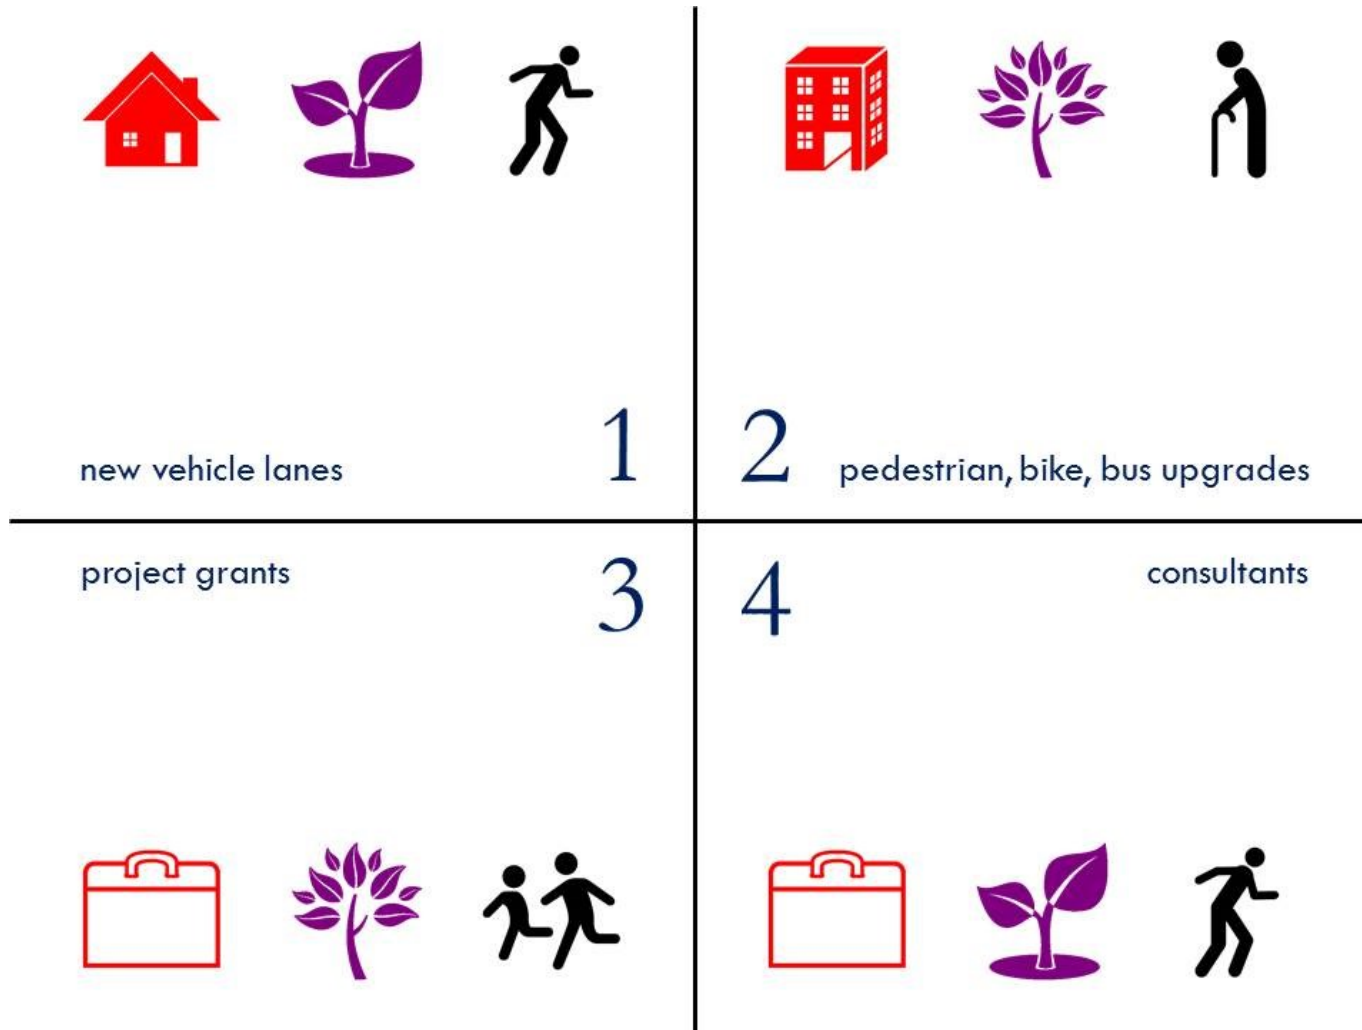 new vehicle lanes
1
2
pedestrian, bike, bus upgrades
project grants
3
4
consultants